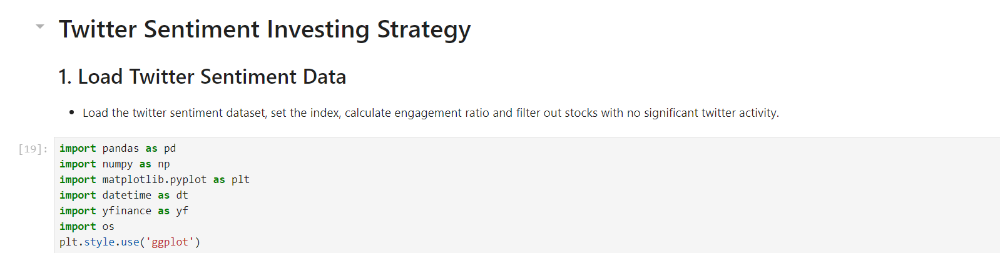 Twitter Sentiment Investing Strategy
1. Load Twitter Sentiment Data
• Load the twitter sentiment dataset, set the index, calculate engagement ratio and filter out stocks with no significant twitter activity.
[19]:
import pandas as pd
import numpy as np
import matplotlib.pyplot as plt
import datetime as dt
import yfinance as yf
import os
plt.style.use('ggplot')